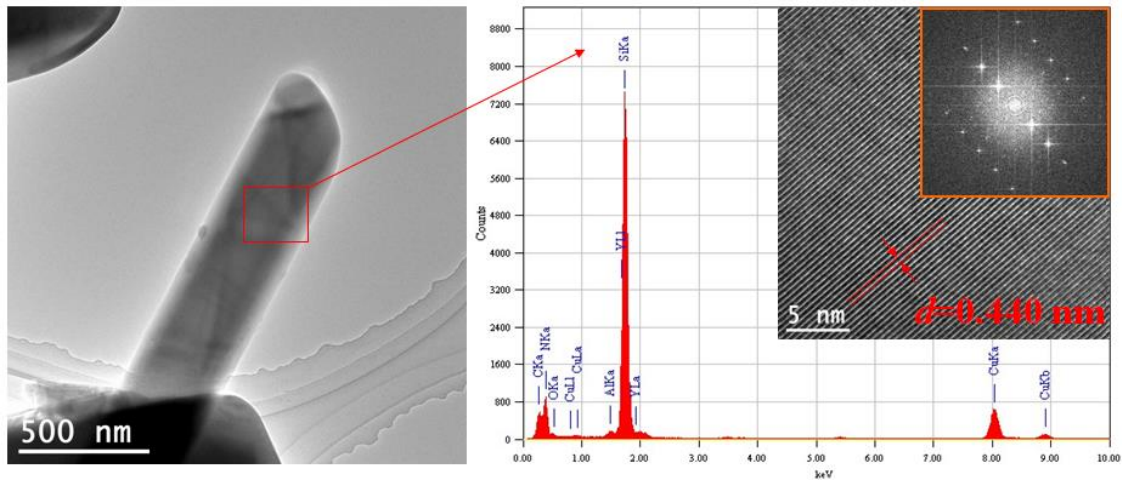 500 nm
Counts
8800
8000
7200
6400
5600
4800
4000
3200
2400
1600
800
0
CKa
NKa
OKa
CuLl
CuLa
AlKa
YLl
SiKa
YLa
CuKa
CuKb
0.00 1.00 2.00 3.00 4.00 5.00 6.00 7.00 8.00 9.00 10.00
keV
5 nm
d=0.440 nm